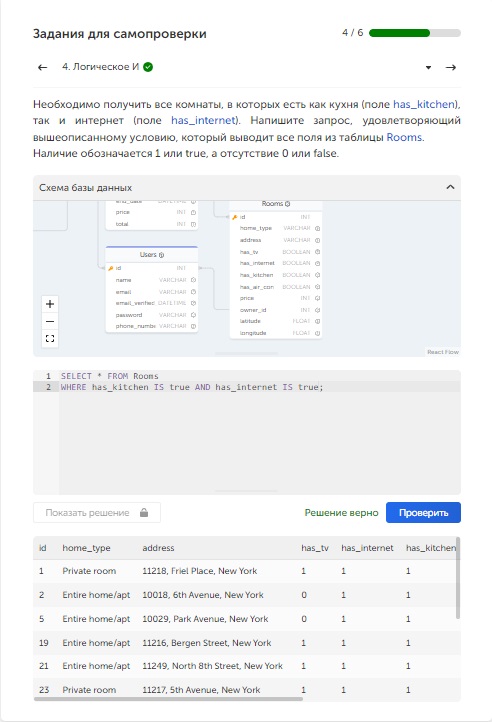 Задания для самопроверки
4 / 6
4. Логическое И
Необходимо получить все комнаты, в которых есть как кухня (поле has_kitchen),
так и интернет (поле has_internet). Напишите запрос, удовлетворяющий
вышеописанному условию, который выводит все поля из таблицы Rooms.
Наличие обозначается 1 или true, а отсутствие 0 или false.
Схема базы данных
end_date DATETIME
price INT
total INT
Users
id INT
name VARCHAR
email VARCHAR
email_verified DATETIME
password VARCHAR
phone_numbe VARCHAR
Rooms
id INT
home_type VARCHAR
address VARCHAR
has_tv BOOLEAN
has_internet BOOLEAN
has_kitchen BOOLEAN
has_air_con BOOLEAN
price INT
owner_id INT
latitude FLOAT
longitude FLOAT
React Flow
1 SELECT * FROM Rooms
2 WHERE has_kitchen IS true AND has_internet IS true;
Показать решение
Решение верно
Проверить
id home_type address has_tv has_internet has_kitchen
1 Private room 11218, Friel Place, New York 1 1 1
2 Entire home/apt 10018, 6th Avenue, New York 0 1 1
5 Entire home/apt 10029, Park Avenue, New York 0 1 1
19 Entire home/apt 11216, Bergen Street, New York 1 1 1
21 Entire home/apt 11249, North 8th Street, New York 1 1 1
23 Private room 11217, 5th Avenue, New York 1 1 1